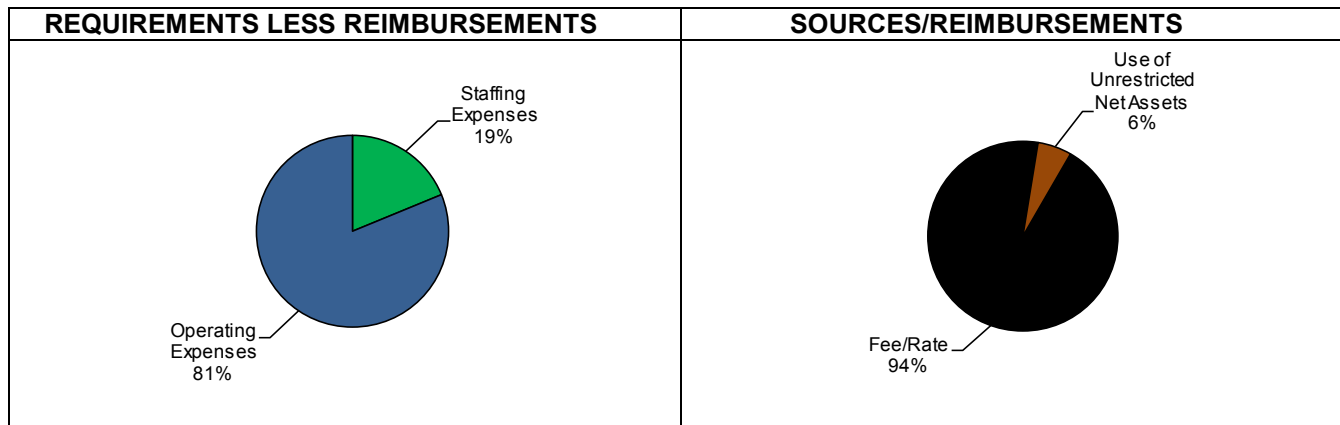 REQUIREMENTS LESS REIMBURSEMENTS
Staffing
Expenses
19%
Operating
Expenses
81%
SOURCES/REIMBURSEMENTS
Use of
Unrestricted
Net Assets
6%
Fee/Rate
94%